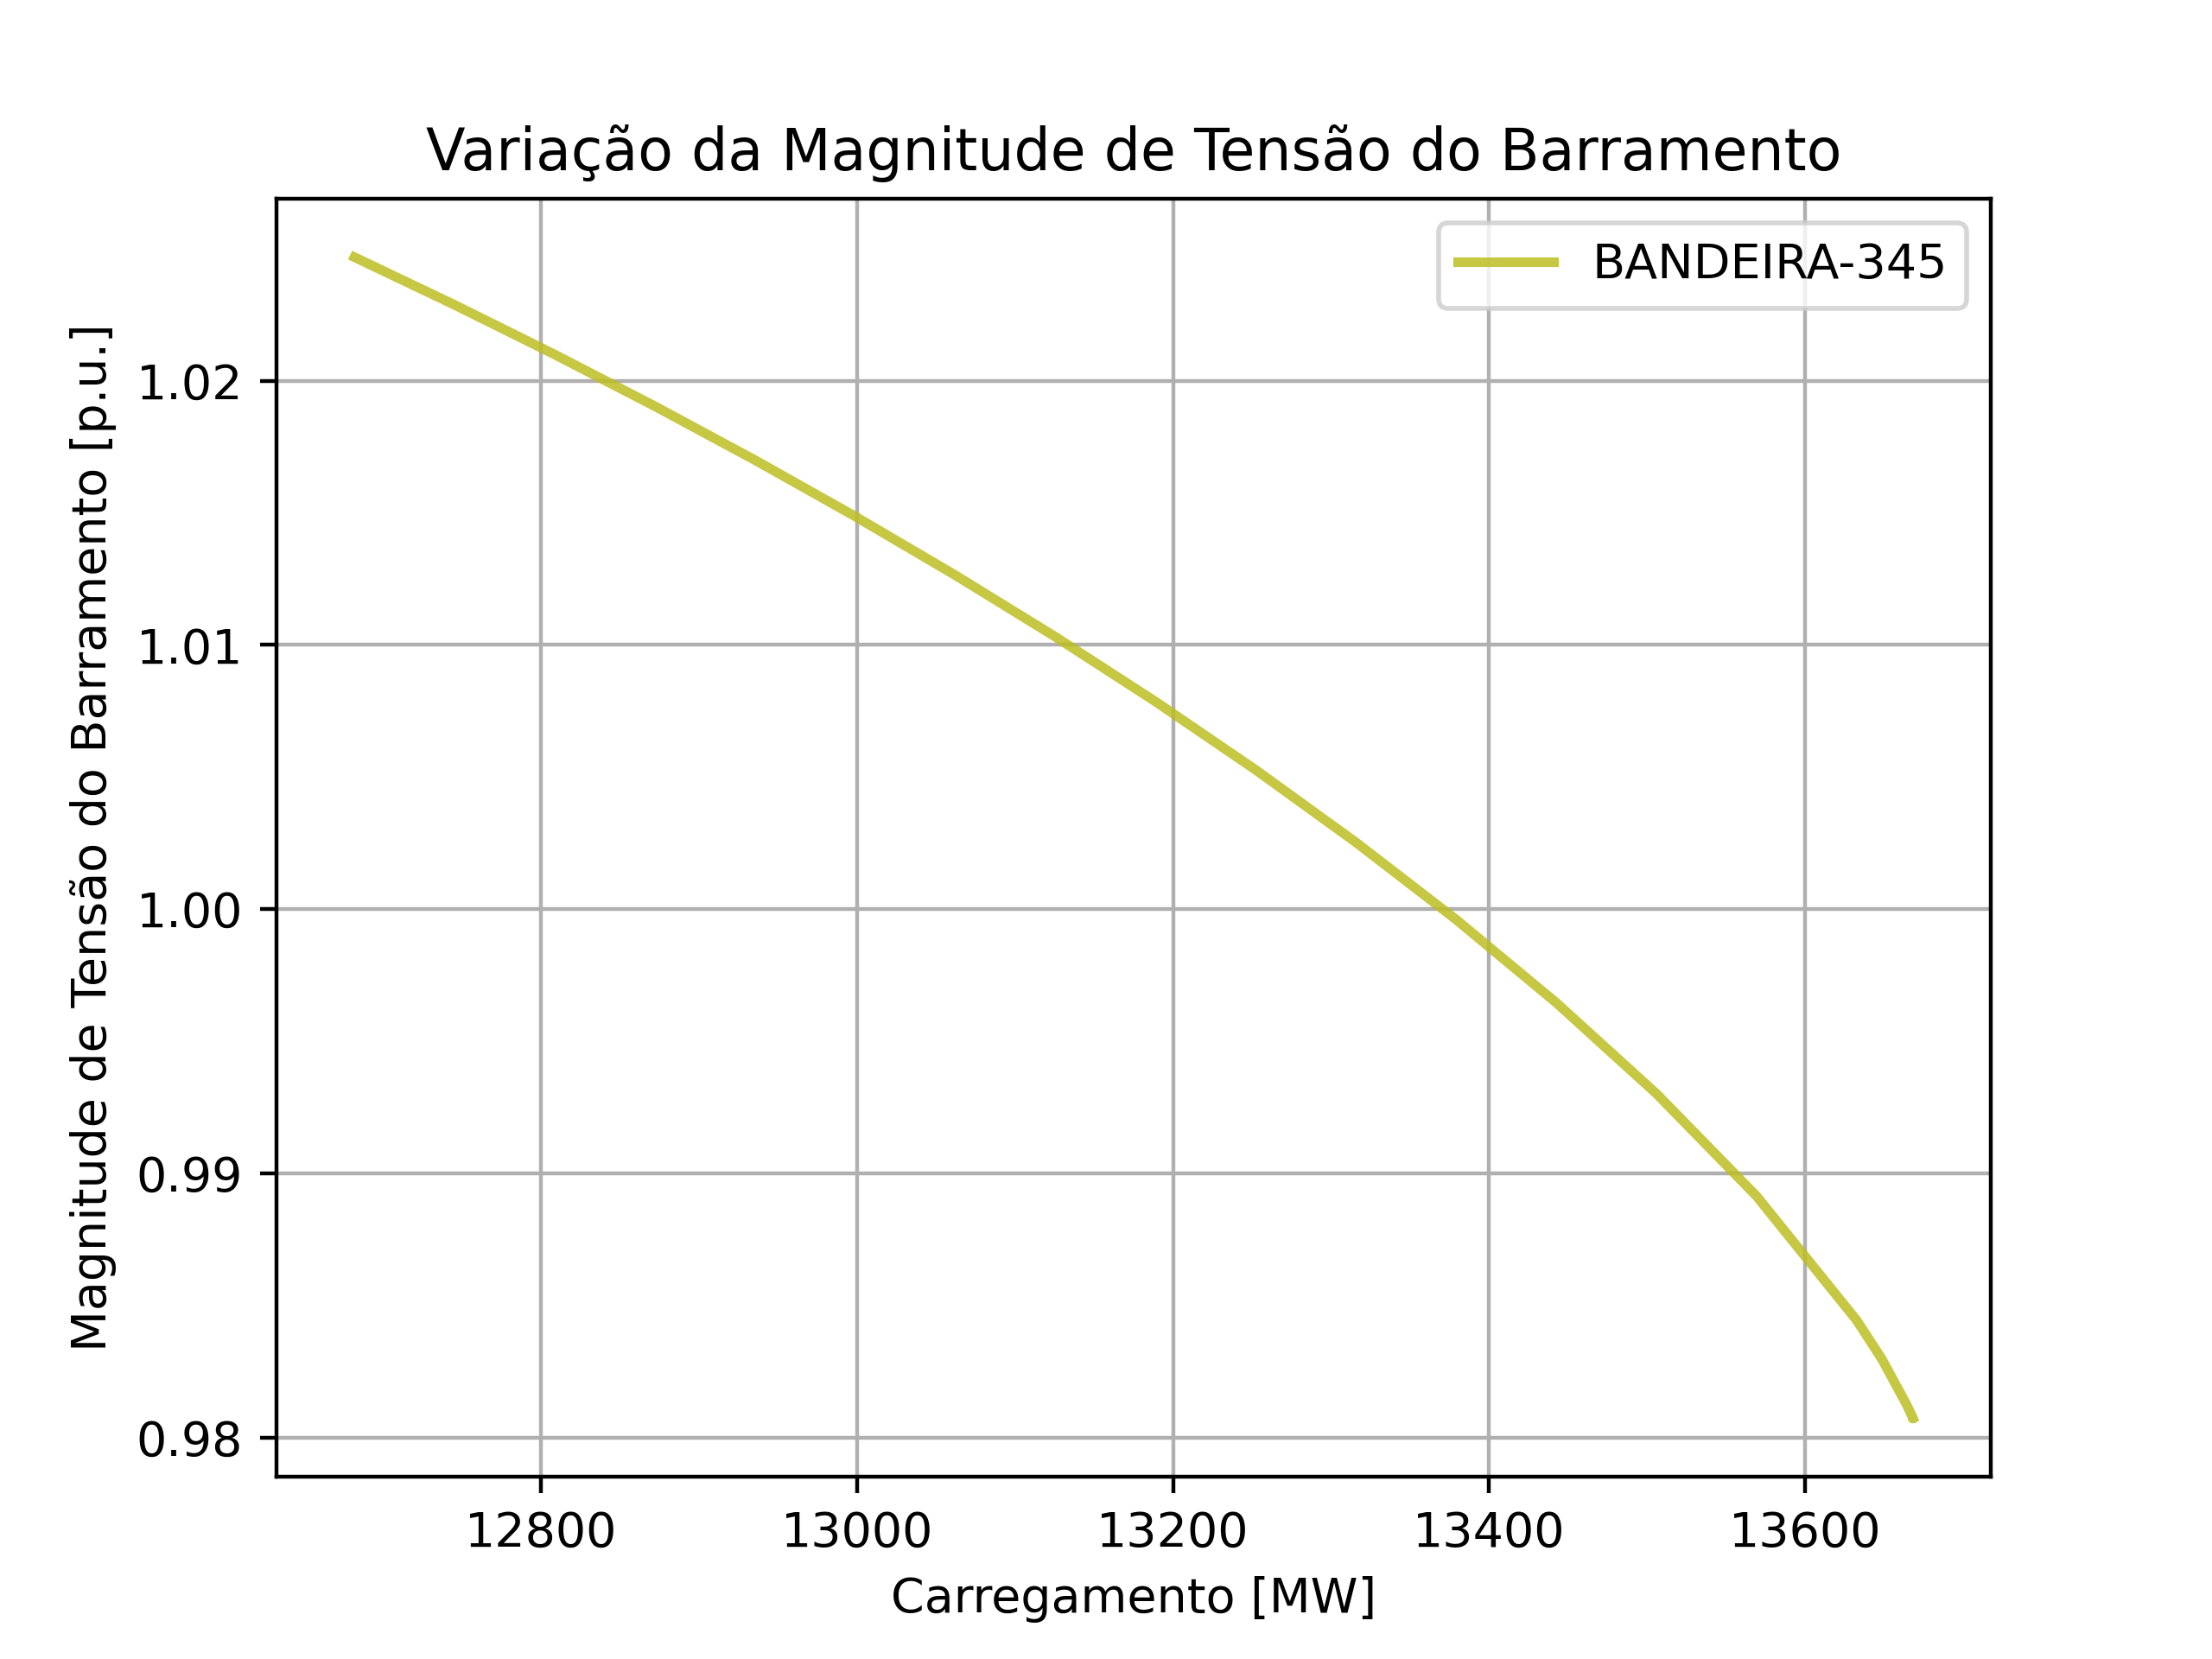 Variação da Magnitude de Tensão do Barramento
BANDEIRA-345
Magnitude de Tensão do Barramento [p.u.]
1.02
1.01
1.00
0.99
0.98
12800 13000 13200 13400 13600
Carregamento [MW]